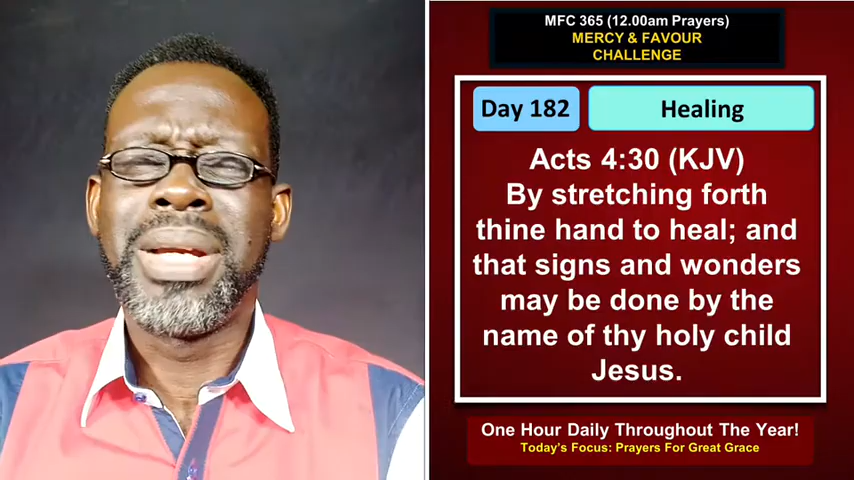 MFC 365 (12.00am Prayers)
MERCY & FAVOUR
CHALLENGE
Day 182
Healing
Acts 4:30 (KJV)
By stretching forth
thine hand to heal; and
that signs and wonders
may be done by the
name of thy holy child
Jesus.
One Hour Daily Throughout The Year!
Today's Focus: Prayers For Great Grace